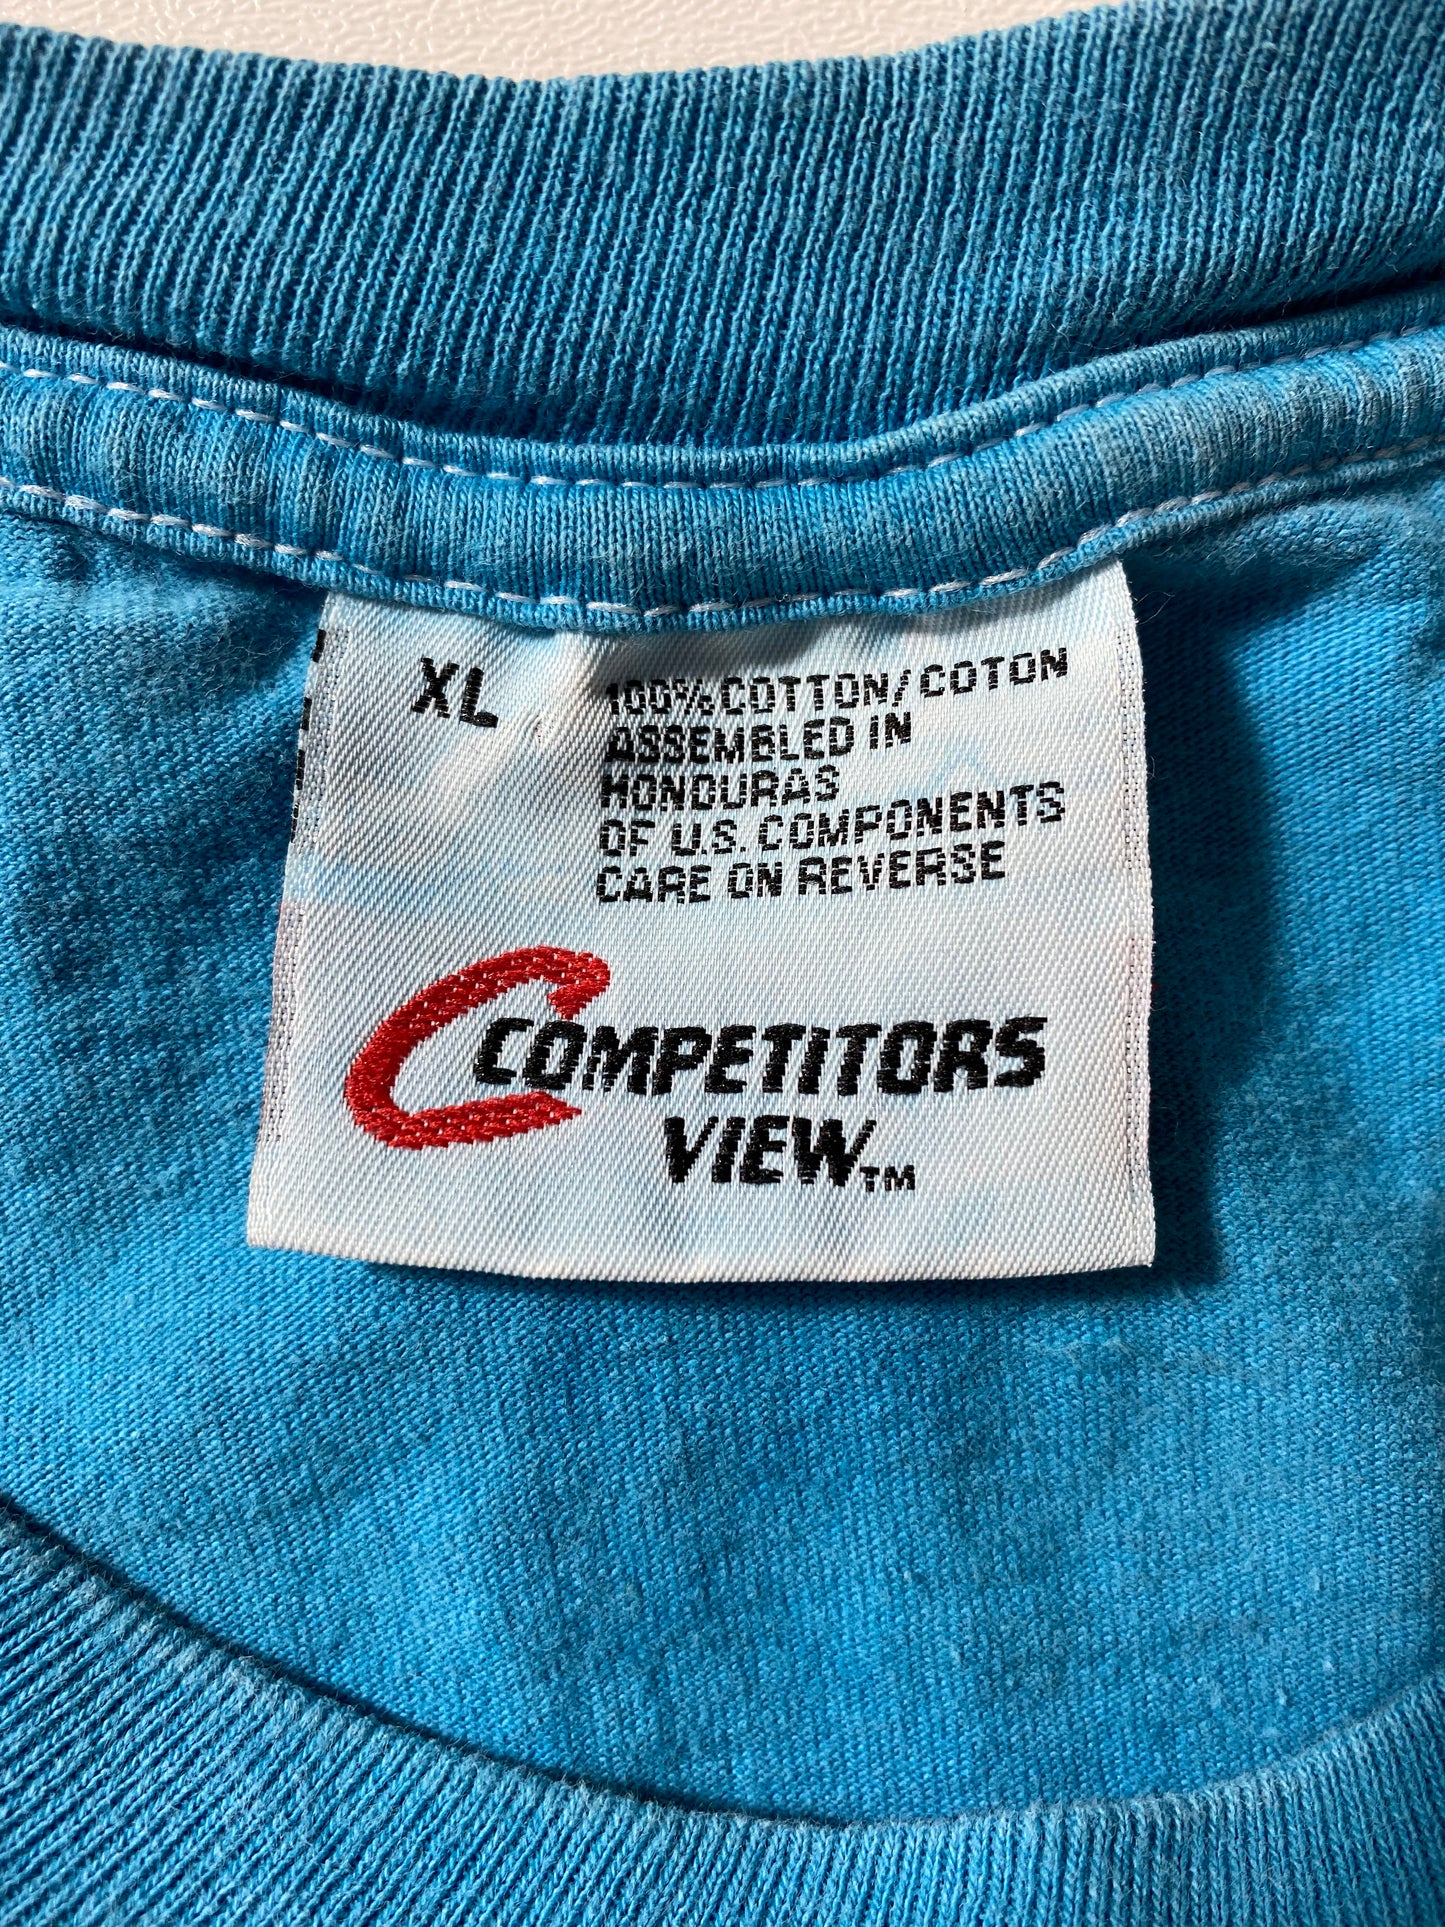 XL
100% COTTON/COTON
ASSEMBLED IN
HONDURAS
OF U.S. COMPONENTS
CARE ON REVERSE
COMPETITORS
VIEW™